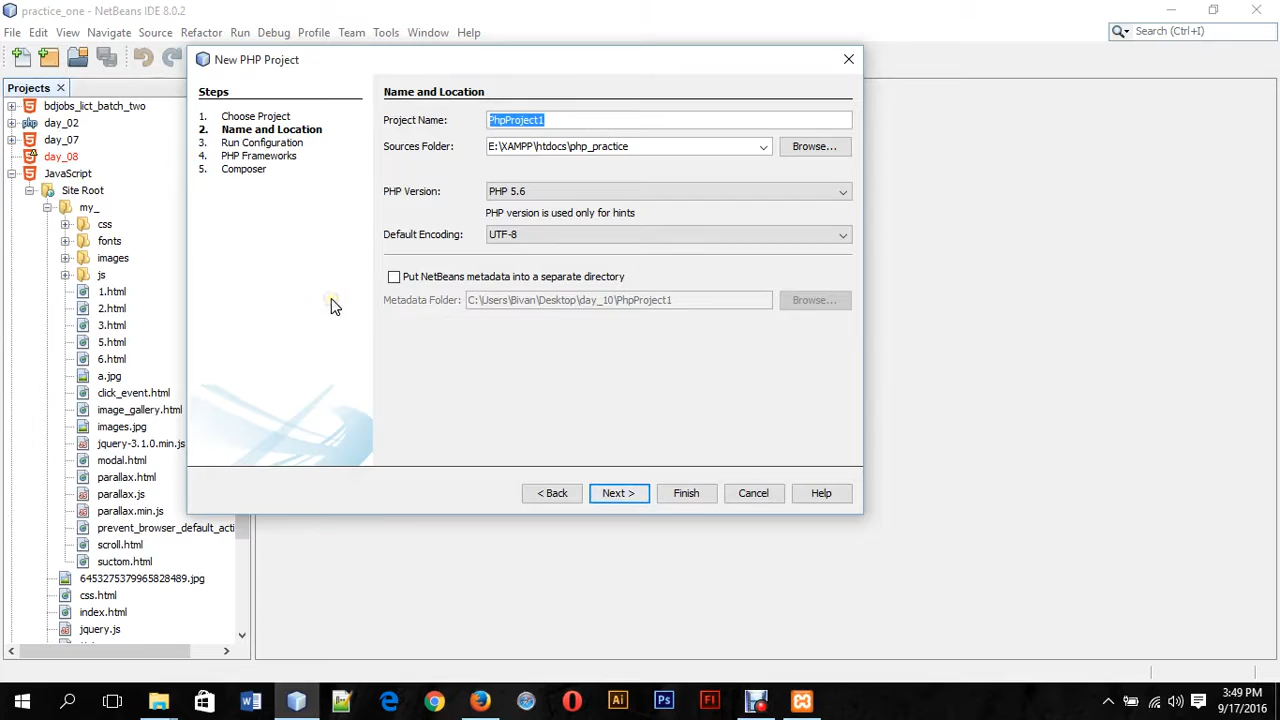 practice_one - NetBeans IDE 8.0.2
File Edit View Navigate Source Refactor Run Debug Profile Team Tools Window Help
Search (Ctrl+I)
Projects
bdjobs_lict_batch_two
day_02
day_07
day_08
JavaScript
Site Root
my_
css
fonts
images
js
1.html
2.html
3.html
5.html
6.html
a.jpg
click_event.html
image_gallery.html
images.jpg
jquery-3.1.0.min.js
modal.html
parallax.html
parallax.js
parallax.min.js
prevent_browser_default_acti
scroll.html
suctom.html
6453275379965828489.jpg
css.html
index.html
jquery.js
New PHP Project
Steps
1. Choose Project
2. Name and Location
3. Run Configuration
4. PHP Frameworks
5. Composer
Name and Location
Project Name: PhpProject1
Sources Folder: E:\XAMPP\htdocs\php_practice Browse...
PHP Version: PHP 5.6
PHP version is used only for hints
Default Encoding: UTF-8
Put NetBeans metadata into a separate directory
Metadata Folder: C:\Users\Bivan\Desktop\day_10\PhpProject1 Browse...
< Back Next > Finish Cancel Help
Ai Ps Fl
3:49 PM
9/17/2016